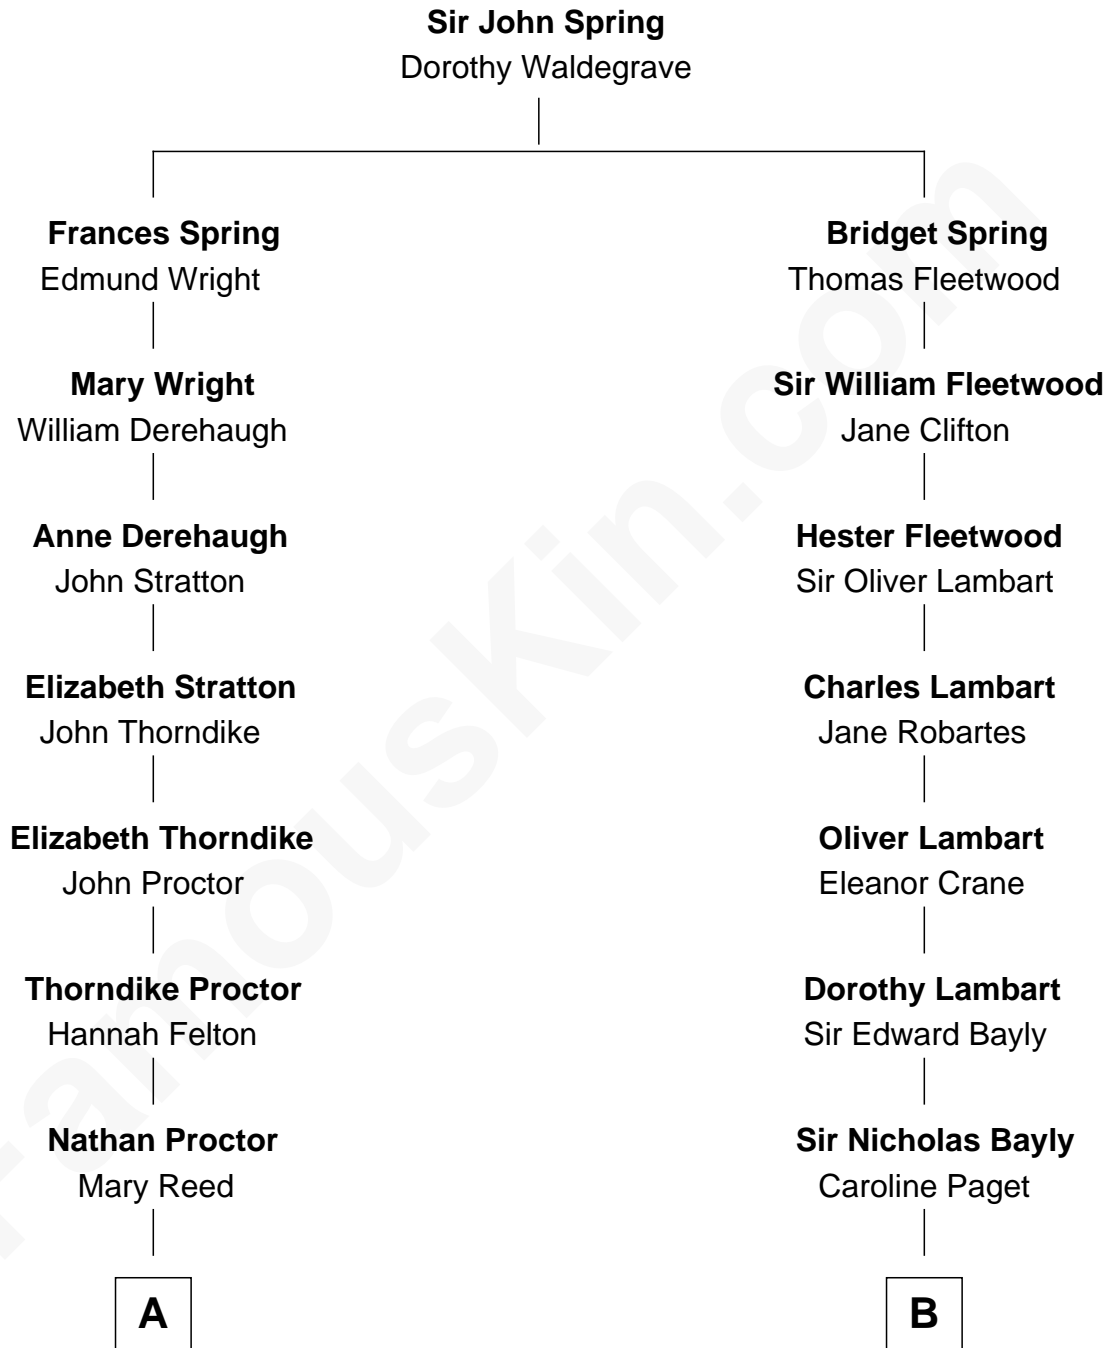 Sir John Spring
Dorothy Waldegrave
Frances Spring
Edmund Wright
Bridget Spring
Thomas Fleetwood
Mary Wright
William Derehaugh
Sir William Fleetwood
Jane Clifton
Anne Derehaugh
John Stratton
Hester Fleetwood
Sir Oliver Lambart
Elizabeth Stratton
John Thorndike
Charles Lambart
Jane Robartes
Elizabeth Thorndike
John Proctor
Oliver Lambart
Eleanor Crane
Thorndike Proctor
Hannah Felton
Dorothy Lambart
Sir Edward Bayly
Nathan Proctor
Mary Reed
Sir Nicholas Bayly
Caroline Paget
A
B
FamousKin.com